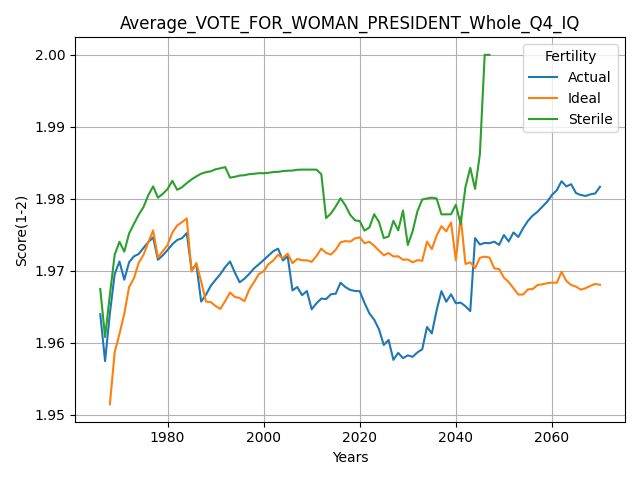 Average_VOTE_FOR_WOMAN_PRESIDENT_Whole_Q4_IQ
Fertility
Actual
Ideal
Sterile
Score(1-2)
2.00
1.99
1.98
1.97
1.96
1.95
1980 2000 2020 2040 2060
Years